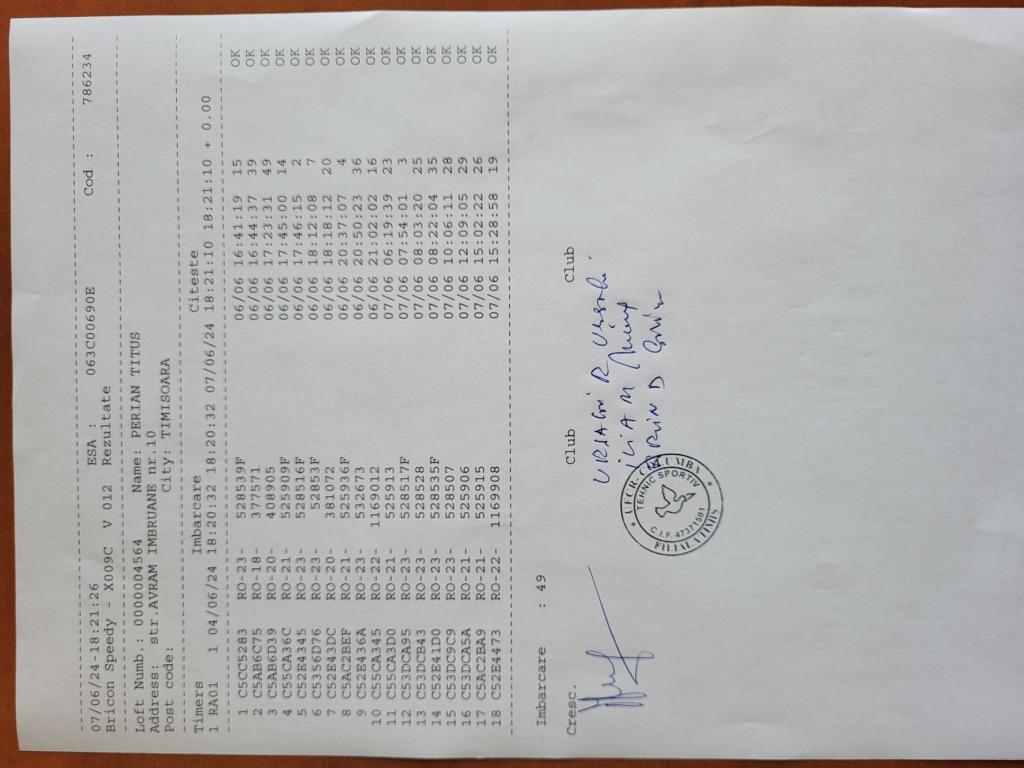 07/06/24-18:21:26 ESA : 063C00690E Cod : 786234
Bricon Speedy - X009C V 012 Rezultate
Loft Numb.: 0000004564 Name: PERIAN TITUS
Address: str.AVRAM IMBRUANE nr.10
Post code: City: TIMISOARA
Timers Imbarcare Citeste
1 RA01 1 04/06/24 18:20:32 18:20:32 07/06/24 18:21:10 18:21:10 + 0.00
1 C5CC5283 RO-23- 528539F 06/06 16:41:19 15 OK
2 C5AB6C75 RO-18- 377571 06/06 16:44:37 39 OK
3 C5AB6D39 RO-20- 408905 06/06 17:23:31 49 OK
4 C55CA36C RO-21- 525909F 06/06 17:45:00 14 OK
5 C52E4345 RO-23- 528516F 06/06 17:46:15 2 OK
6 C5356D76 RO-23- 52853F 06/06 18:12:08 7 OK
7 C52E43DC RO-20- 381072 06/06 18:18:12 20 OK
8 C5AC2BEF RO-21- 525936F 06/06 20:37:07 4 OK
9 C52E436A RO-23- 532673 06/06 20:50:23 36 OK
10 C55CA345 RO-22- 1169012 06/06 21:02:02 16 OK
11 C55CA3D0 RO-21- 525913 07/06 06:19:39 23 OK
12 C53DCA95 RO-23- 528517F 07/06 07:54:01 3 OK
13 C53DCB43 RO-23- 528528 07/06 08:03:20 25 OK
14 C52E41D0 RO-23- 528535F 07/06 08:22:04 35 OK
15 C53DC9C9 RO-23- 528507 07/06 10:06:11 28 OK
16 C53DCA5A RO-21- 525906 07/06 12:09:05 29 OK
17 C5AC2BA9 RO-21- 525915 07/06 15:02:22 26 OK
18 C52E4473 RO-22- 1169908 07/06 15:28:58 19 OK
Imbarcare : 49
Cresc. Club Club
UFCR-COLUMBA
TEHNIC SPORTIV
C.I.F. 47371501
FILIALA TIMIS